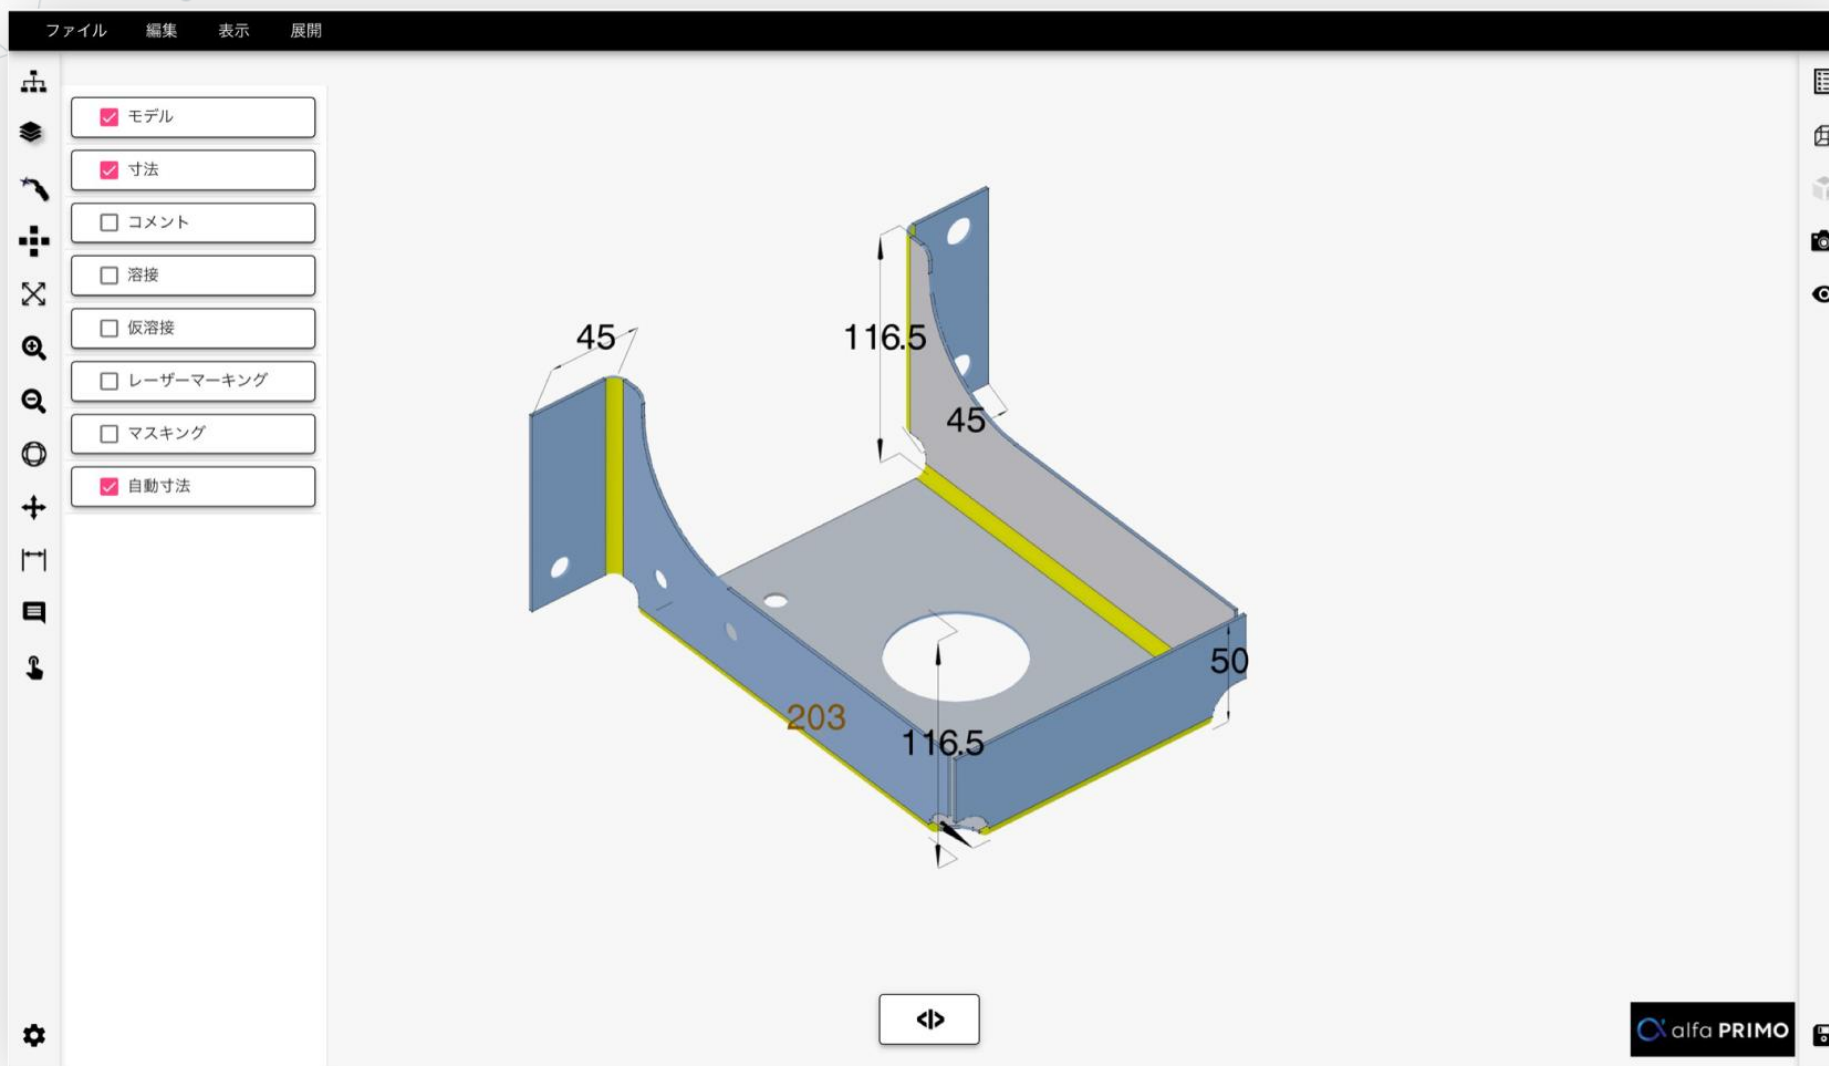 ファイル 編集 表示 展開
モデル
寸法
コメント
溶接
仮溶接
レーザーマーキング
マスキング
自動寸法
45
116.5
45
50
203
116.5
alfa PRIMO